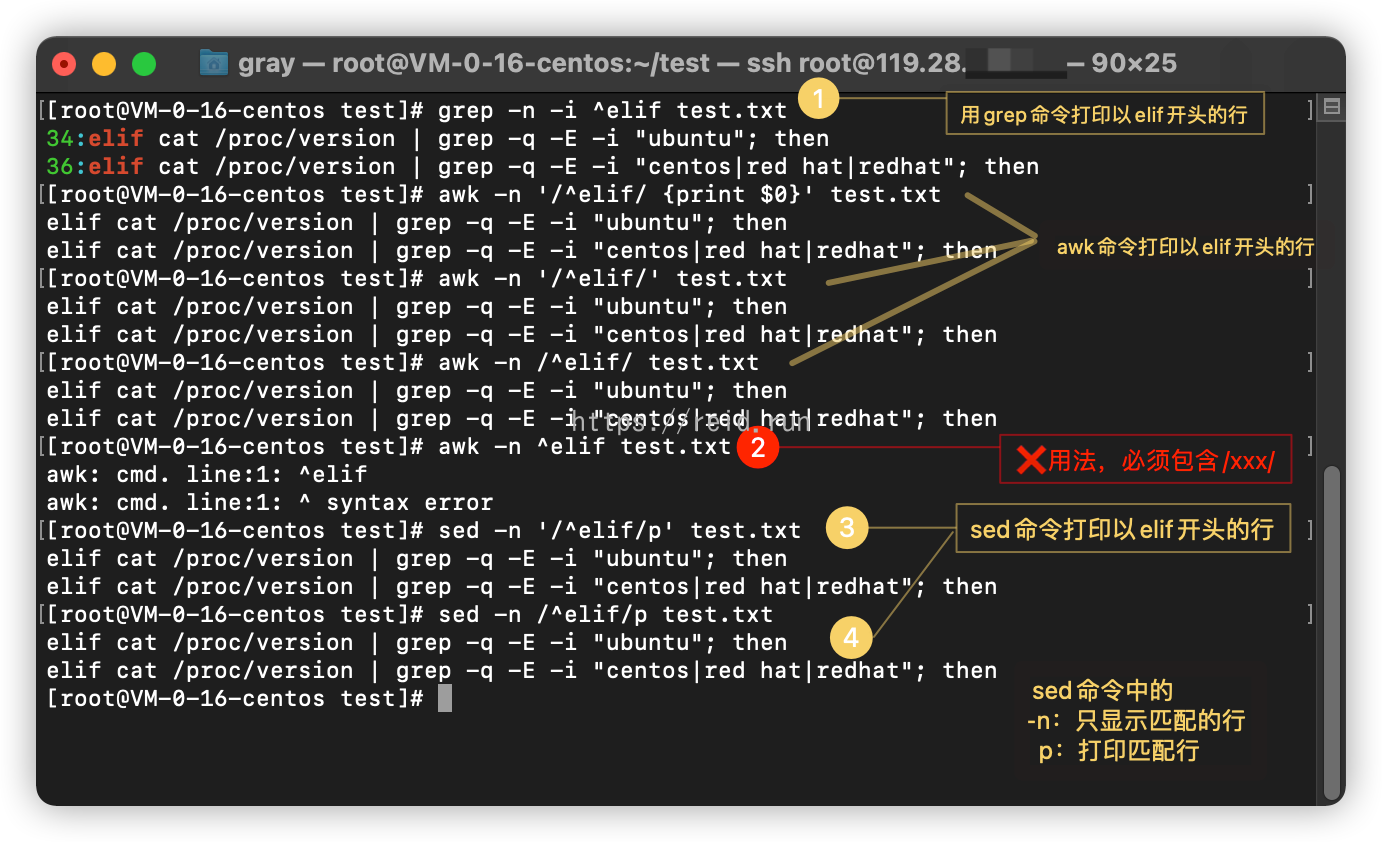 gray — root@VM-0-16-centos:~/test — ssh root@119.28. — 90×25
[[root@VM-0-16-centos test]# grep -n -i ^elif test.txt ]
1
用grep命令打印以elif开头的行
34:elif cat /proc/version | grep -q -E -i "ubuntu"; then
36:elif cat /proc/version | grep -q -E -i "centos|red hat|redhat"; then
[[root@VM-0-16-centos test]# awk -n '/^elif/ {print $0}' test.txt ]
elif cat /proc/version | grep -q -E -i "ubuntu"; then
elif cat /proc/version | grep -q -E -i "centos|red hat|redhat"; then
awk命令打印以elif开头的行
[[root@VM-0-16-centos test]# awk -n '/^elif/' test.txt ]
elif cat /proc/version | grep -q -E -i "ubuntu"; then
elif cat /proc/version | grep -q -E -i "centos|red hat|redhat"; then
[[root@VM-0-16-centos test]# awk -n /^elif/ test.txt ]
elif cat /proc/version | grep -q -E -i "ubuntu"; then
elif cat /proc/version | grep -q -E -i "centos|red hat|redhat"; then
https://reid.run
[[root@VM-0-16-centos test]# awk -n ^elif test.txt ]
2
❌用法，必须包含/xxx/
awk: cmd. line:1: ^elif
awk: cmd. line:1: ^ syntax error
[[root@VM-0-16-centos test]# sed -n '/^elif/p' test.txt ]
3
sed命令打印以elif开头的行
elif cat /proc/version | grep -q -E -i "ubuntu"; then
elif cat /proc/version | grep -q -E -i "centos|red hat|redhat"; then
[[root@VM-0-16-centos test]# sed -n /^elif/p test.txt ]
4
elif cat /proc/version | grep -q -E -i "ubuntu"; then
elif cat /proc/version | grep -q -E -i "centos|red hat|redhat"; then
[root@VM-0-16-centos test]#
sed命令中的
-n：只显示匹配的行
p：打印匹配行